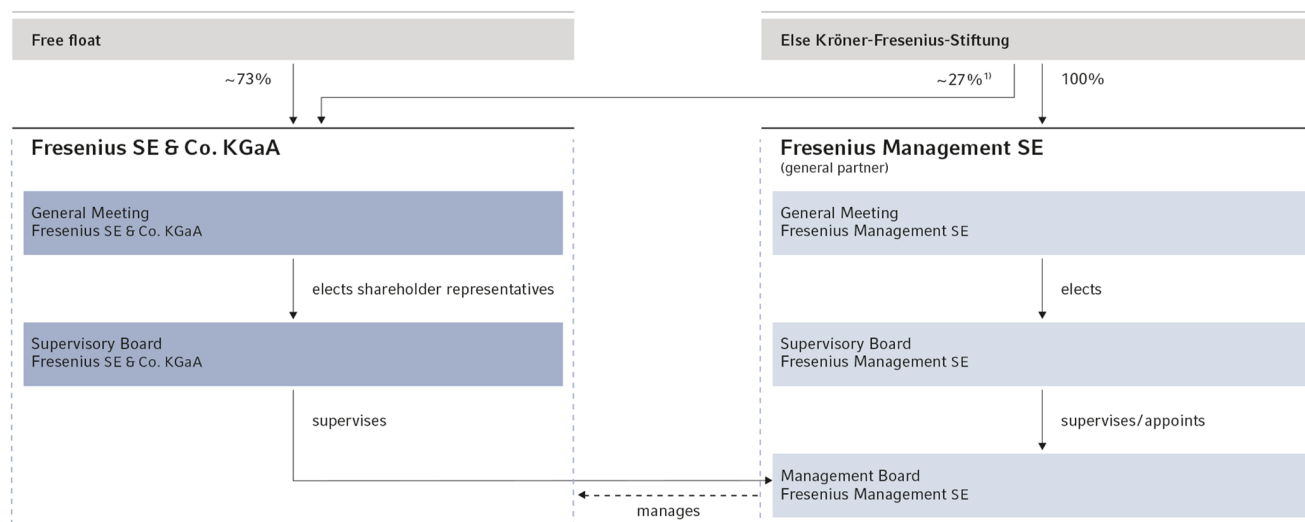 Free float
Else Kröner-Fresenius-Stiftung
~73%
~27%¹⁾
100%
Fresenius SE & Co. KGaA
Fresenius Management SE
(general partner)
General Meeting
Fresenius SE & Co. KGaA
General Meeting
Fresenius Management SE
elects shareholder representatives
elects
Supervisory Board
Fresenius SE & Co. KGaA
Supervisory Board
Fresenius Management SE
supervises
supervises/appoints
Management Board
Fresenius Management SE
manages